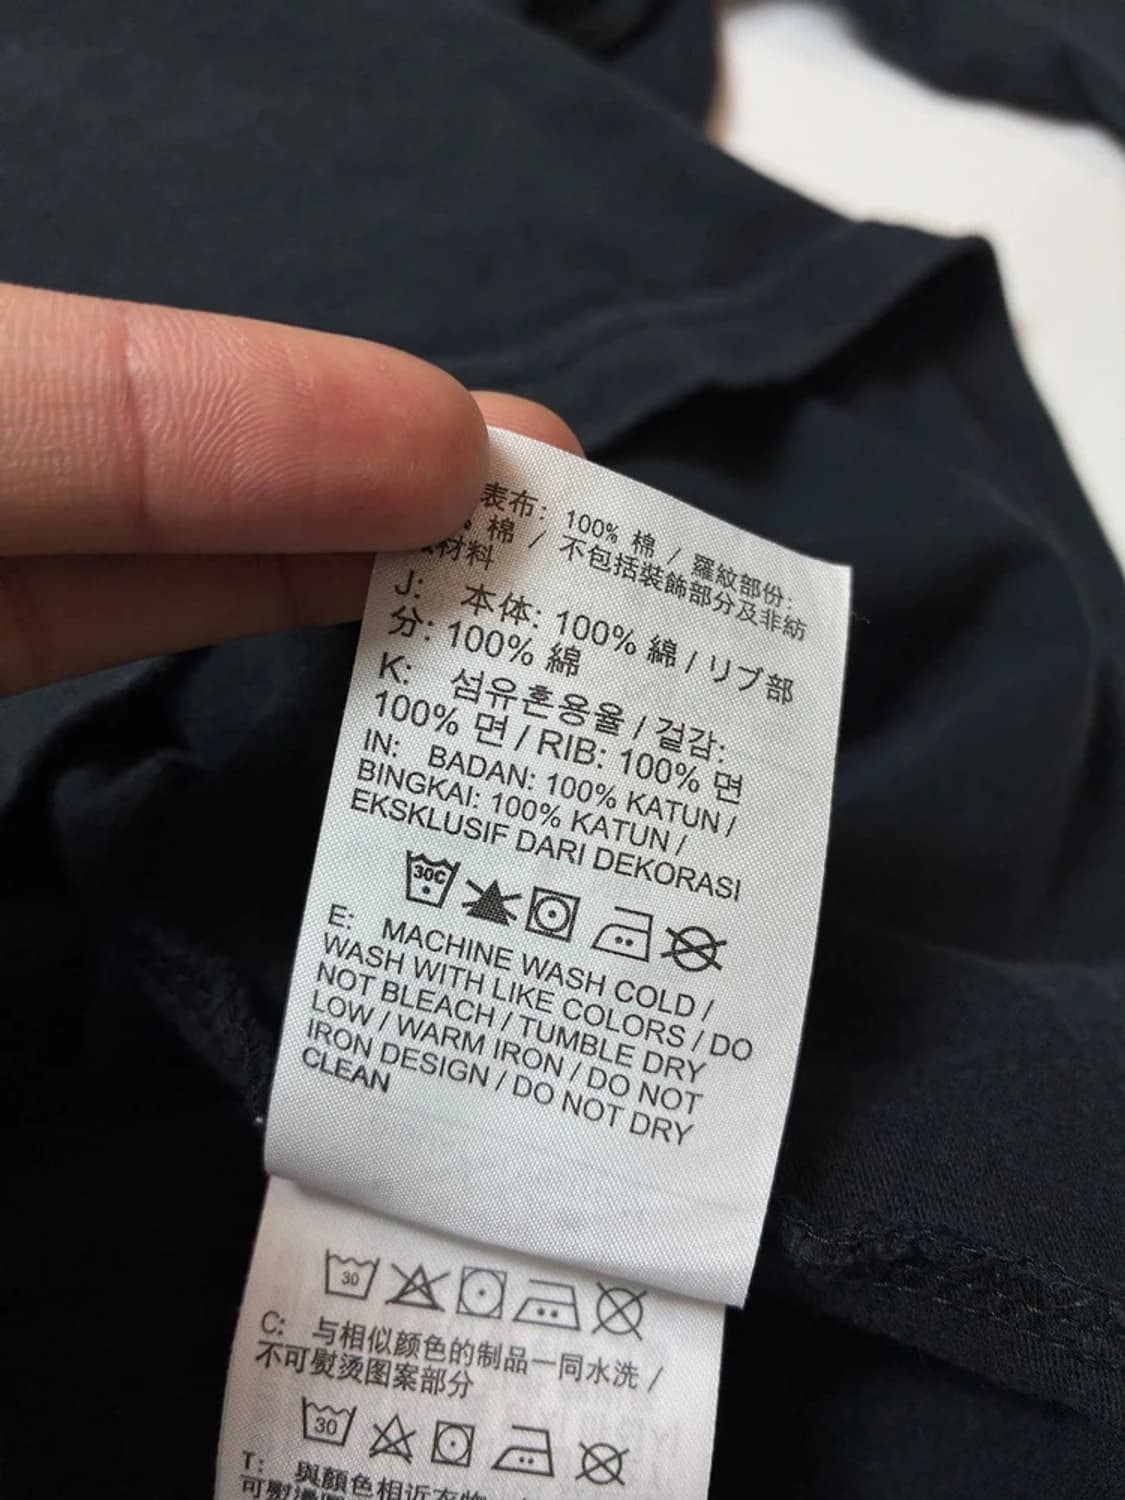 表布: 100% 棉 / 羅紋部份:
% 棉 / 不包括裝飾部分及非紡
材料
J: 本体: 100% 綿 / リブ部
分: 100% 綿
K: 섬유혼용율 / 겉감:
100% 면 / RIB: 100% 면
IN: BADAN: 100% KATUN /
BINGKAI: 100% KATUN /
EKSKLUSIF DARI DEKORASI
30C
E: MACHINE WASH COLD /
WASH WITH LIKE COLORS / DO
NOT BLEACH / TUMBLE DRY
LOW / WARM IRON / DO NOT
IRON DESIGN / DO NOT DRY
CLEAN
30
C: 与相似颜色的制品一同水洗 /
不可熨烫图案部分
30
T: 與顏色相近衣物
可熨燙